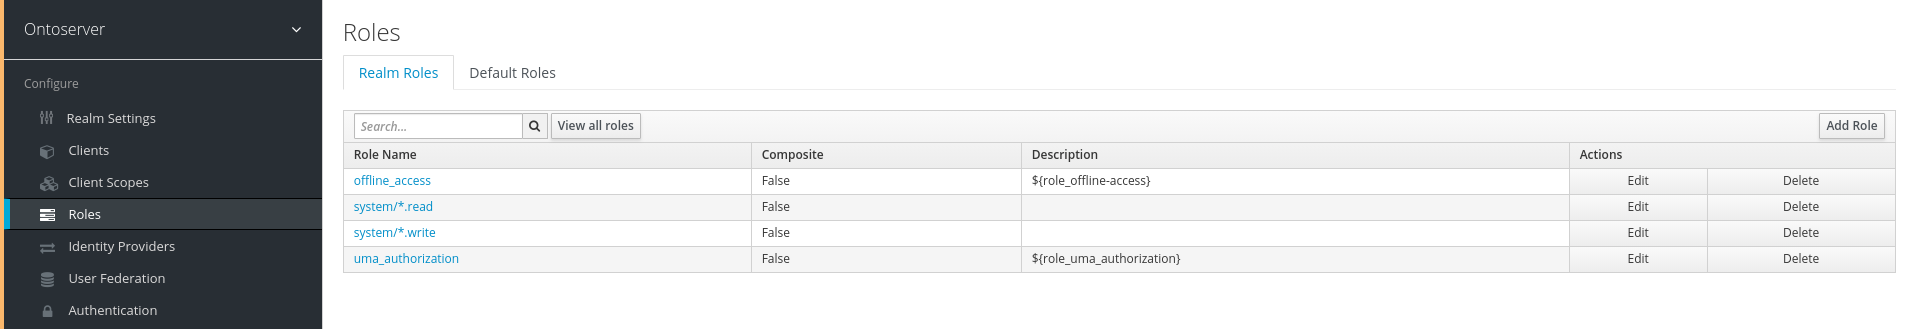 Ontoserver
Configure
Realm Settings
Clients
Client Scopes
Roles
Identity Providers
User Federation
Authentication
Roles
Realm Roles Default Roles
Search... View all roles Add Role
Role Name Composite Description Actions
offline_access False ${role_offline-access} Edit Delete
system/*.read False Edit Delete
system/*.write False Edit Delete
uma_authorization False ${role_uma_authorization} Edit Delete